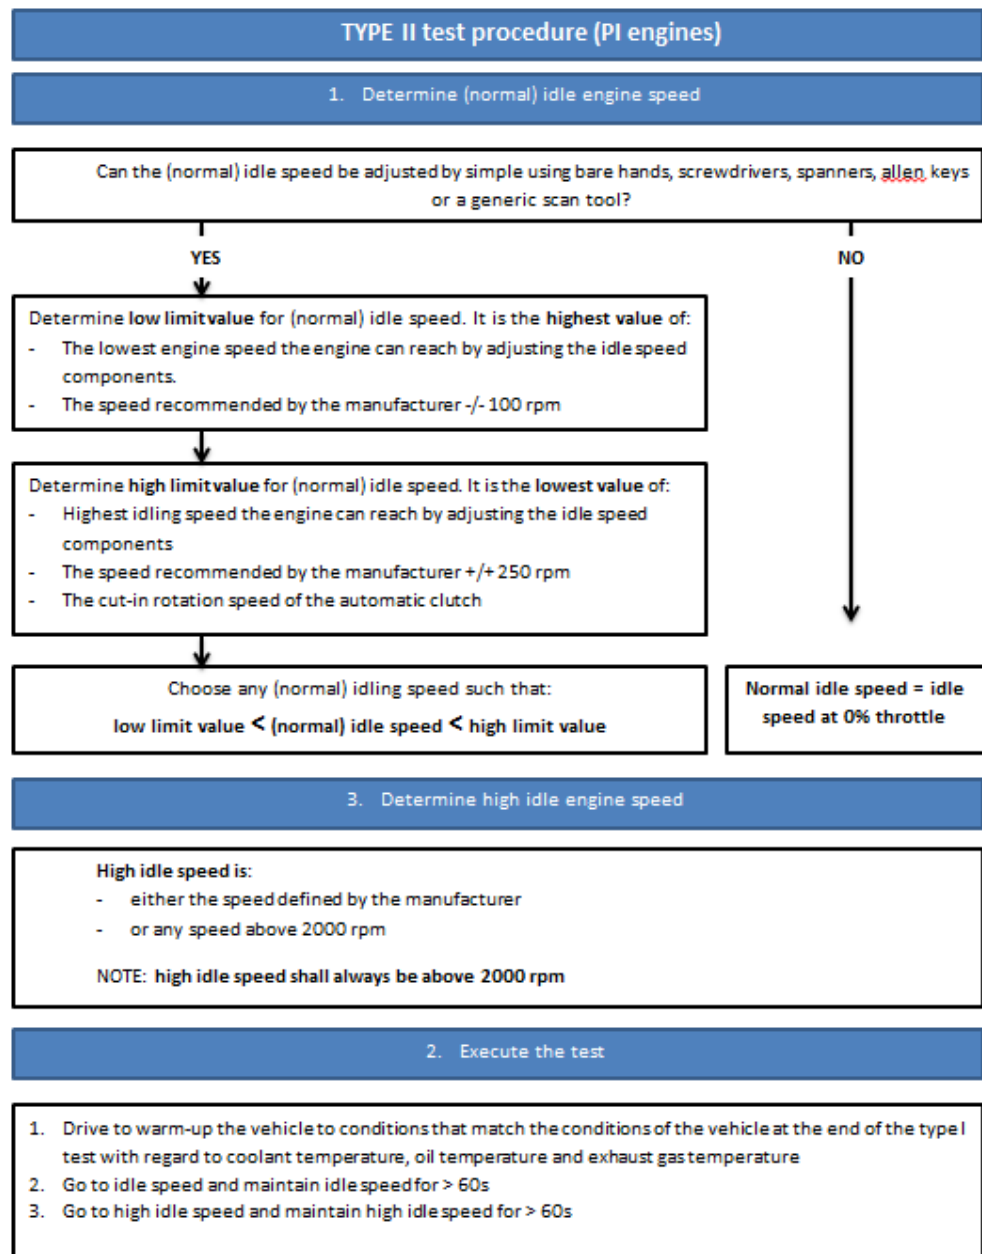 TYPE II test procedure (PI engines)
1. Determine (normal) idle engine speed
Can the (normal) idle speed be adjusted by simple using bare hands, screwdrivers, spanners, allen keys
or a generic scan tool?
YES
NO
Determine low limit value for (normal) idle speed. It is the highest value of:
- The lowest engine speed the engine can reach by adjusting the idle speed
components.
- The speed recommended by the manufacturer -/- 100 rpm
Determine high limit value for (normal) idle speed. It is the lowest value of:
- Highest idling speed the engine can reach by adjusting the idle speed
components
- The speed recommended by the manufacturer +/+ 250 rpm
- The cut-in rotation speed of the automatic clutch
Choose any (normal) idling speed such that:
low limit value < (normal) idle speed < high limit value
Normal idle speed = idle
speed at 0% throttle
3. Determine high idle engine speed
High idle speed is:
- either the speed defined by the manufacturer
- or any speed above 2000 rpm
NOTE: high idle speed shall always be above 2000 rpm
2. Execute the test
1. Drive to warm-up the vehicle to conditions that match the conditions of the vehicle at the end of the type I
test with regard to coolant temperature, oil temperature and exhaust gas temperature
2. Go to idle speed and maintain idle speed for > 60s
3. Go to high idle speed and maintain high idle speed for > 60s